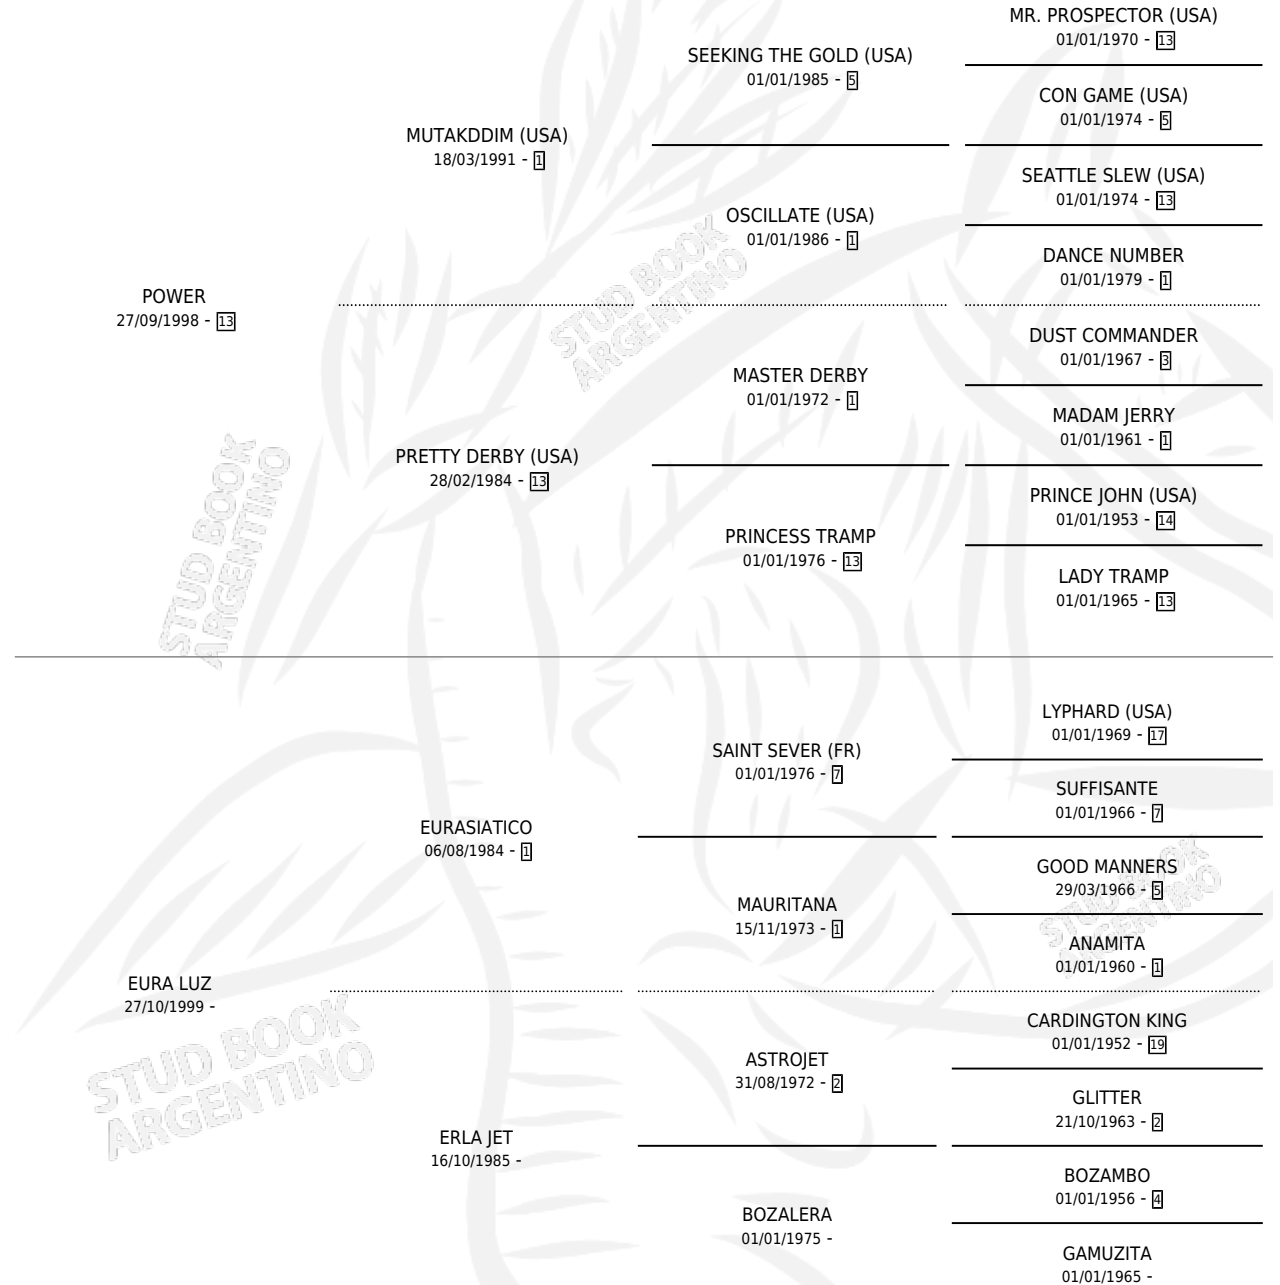 MR. PROSPECTOR (USA)
01/01/1970 - 13
SEEKING THE GOLD (USA)
01/01/1985 - 5
CON GAME (USA)
01/01/1974 - 5
MUTAKDDIM (USA)
18/03/1991 - 1
SEATTLE SLEW (USA)
01/01/1974 - 13
OSCILLATE (USA)
01/01/1986 - 1
DANCE NUMBER
01/01/1979 - 1
POWER
27/09/1998 - 13
STUD BOOK
ARGENTINO
DUST COMMANDER
01/01/1967 - 3
MASTER DERBY
01/01/1972 - 1
MADAM JERRY
01/01/1961 - 1
PRETTY DERBY (USA)
28/02/1984 - 13
PRINCE JOHN (USA)
01/01/1953 - 14
PRINCESS TRAMP
01/01/1976 - 13
LADY TRAMP
01/01/1965 - 13
STUD BOOK
ARGENTINO
LYPHARD (USA)
01/01/1969 - 17
SAINT SEVER (FR)
01/01/1976 - 7
SUFFISANTE
01/01/1966 - 7
EURASIATICO
06/08/1984 - 1
GOOD MANNERS
29/03/1966 - 5
MAURITANA
15/11/1973 - 1
STUD BOOK
ARGENTINO
ANAMITA
01/01/1960 - 1
EURA LUZ
27/10/1999 -
CARDINGTON KING
01/01/1952 - 19
ASTROJET
31/08/1972 - 2
GLITTER
21/10/1963 - 2
STUD BOOK
ARGENTINO
ERLA JET
16/10/1985 -
BOZAMBO
01/01/1956 - 4
BOZALERA
01/01/1975 -
GAMUZITA
01/01/1965 -